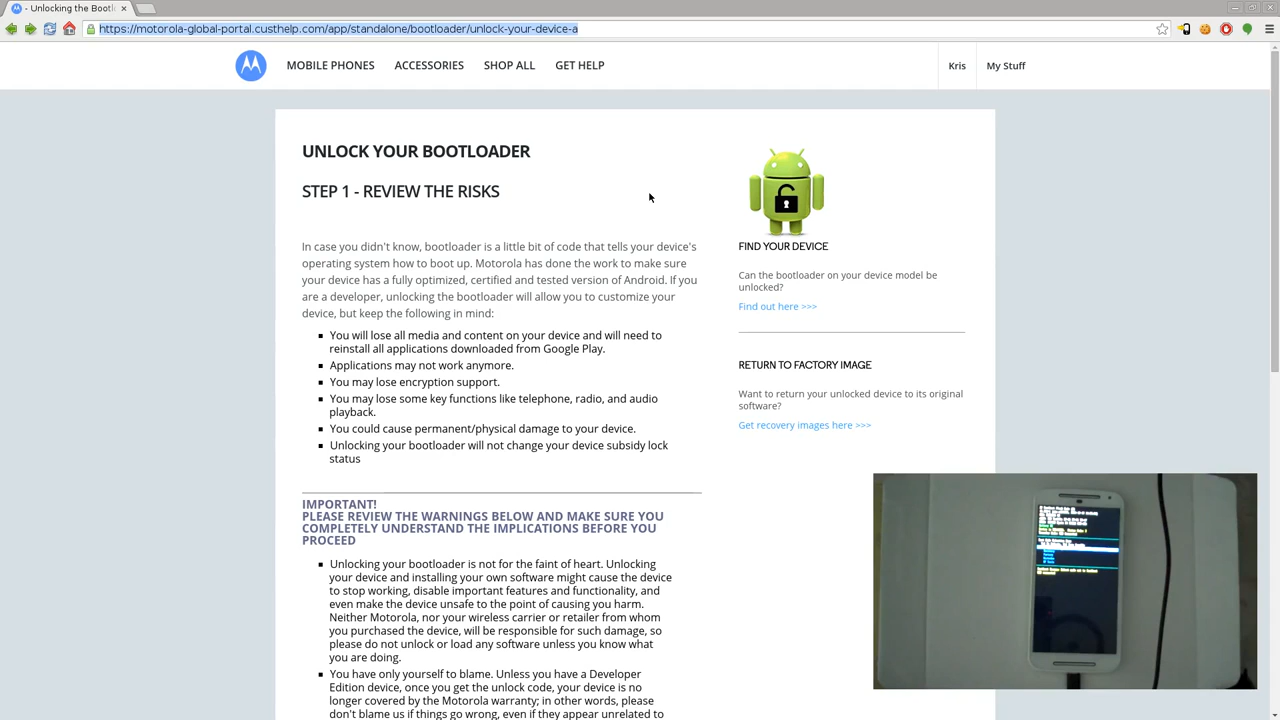 - Unlocking the Bootl
https://motorola-global-portal.custhelp.com/app/standalone/bootloader/unlock-your-device-a
MOBILE PHONES ACCESSORIES SHOP ALL GET HELP Kris My Stuff
UNLOCK YOUR BOOTLOADER
STEP 1 - REVIEW THE RISKS
In case you didn't know, bootloader is a little bit of code that tells your device's
operating system how to boot up. Motorola has done the work to make sure
your device has a fully optimized, certified and tested version of Android. If you
are a developer, unlocking the bootloader will allow you to customize your
device, but keep the following in mind:
You will lose all media and content on your device and will need to
reinstall all applications downloaded from Google Play.
Applications may not work anymore.
You may lose encryption support.
You may lose some key functions like telephone, radio, and audio
playback.
You could cause permanent/physical damage to your device.
Unlocking your bootloader will not change your device subsidy lock
status
IMPORTANT!
PLEASE REVIEW THE WARNINGS BELOW AND MAKE SURE YOU
COMPLETELY UNDERSTAND THE IMPLICATIONS BEFORE YOU
PROCEED
Unlocking your bootloader is not for the faint of heart. Unlocking
your device and installing your own software might cause the device
to stop working, disable important features and functionality, and
even make the device unsafe to the point of causing you harm.
Neither Motorola, nor your wireless carrier or retailer from whom
you purchased the device, will be responsible for such damage, so
please do not unlock or load any software unless you know what
you are doing.
You have only yourself to blame. Unless you have a Developer
Edition device, once you get the unlock code, your device is no
longer covered by the Motorola warranty; in other words, please
don't blame us if things go wrong, even if they appear unrelated to
FIND YOUR DEVICE
Can the bootloader on your device model be
unlocked?
Find out here >>>
RETURN TO FACTORY IMAGE
Want to return your unlocked device to its original
software?
Get recovery images here >>>